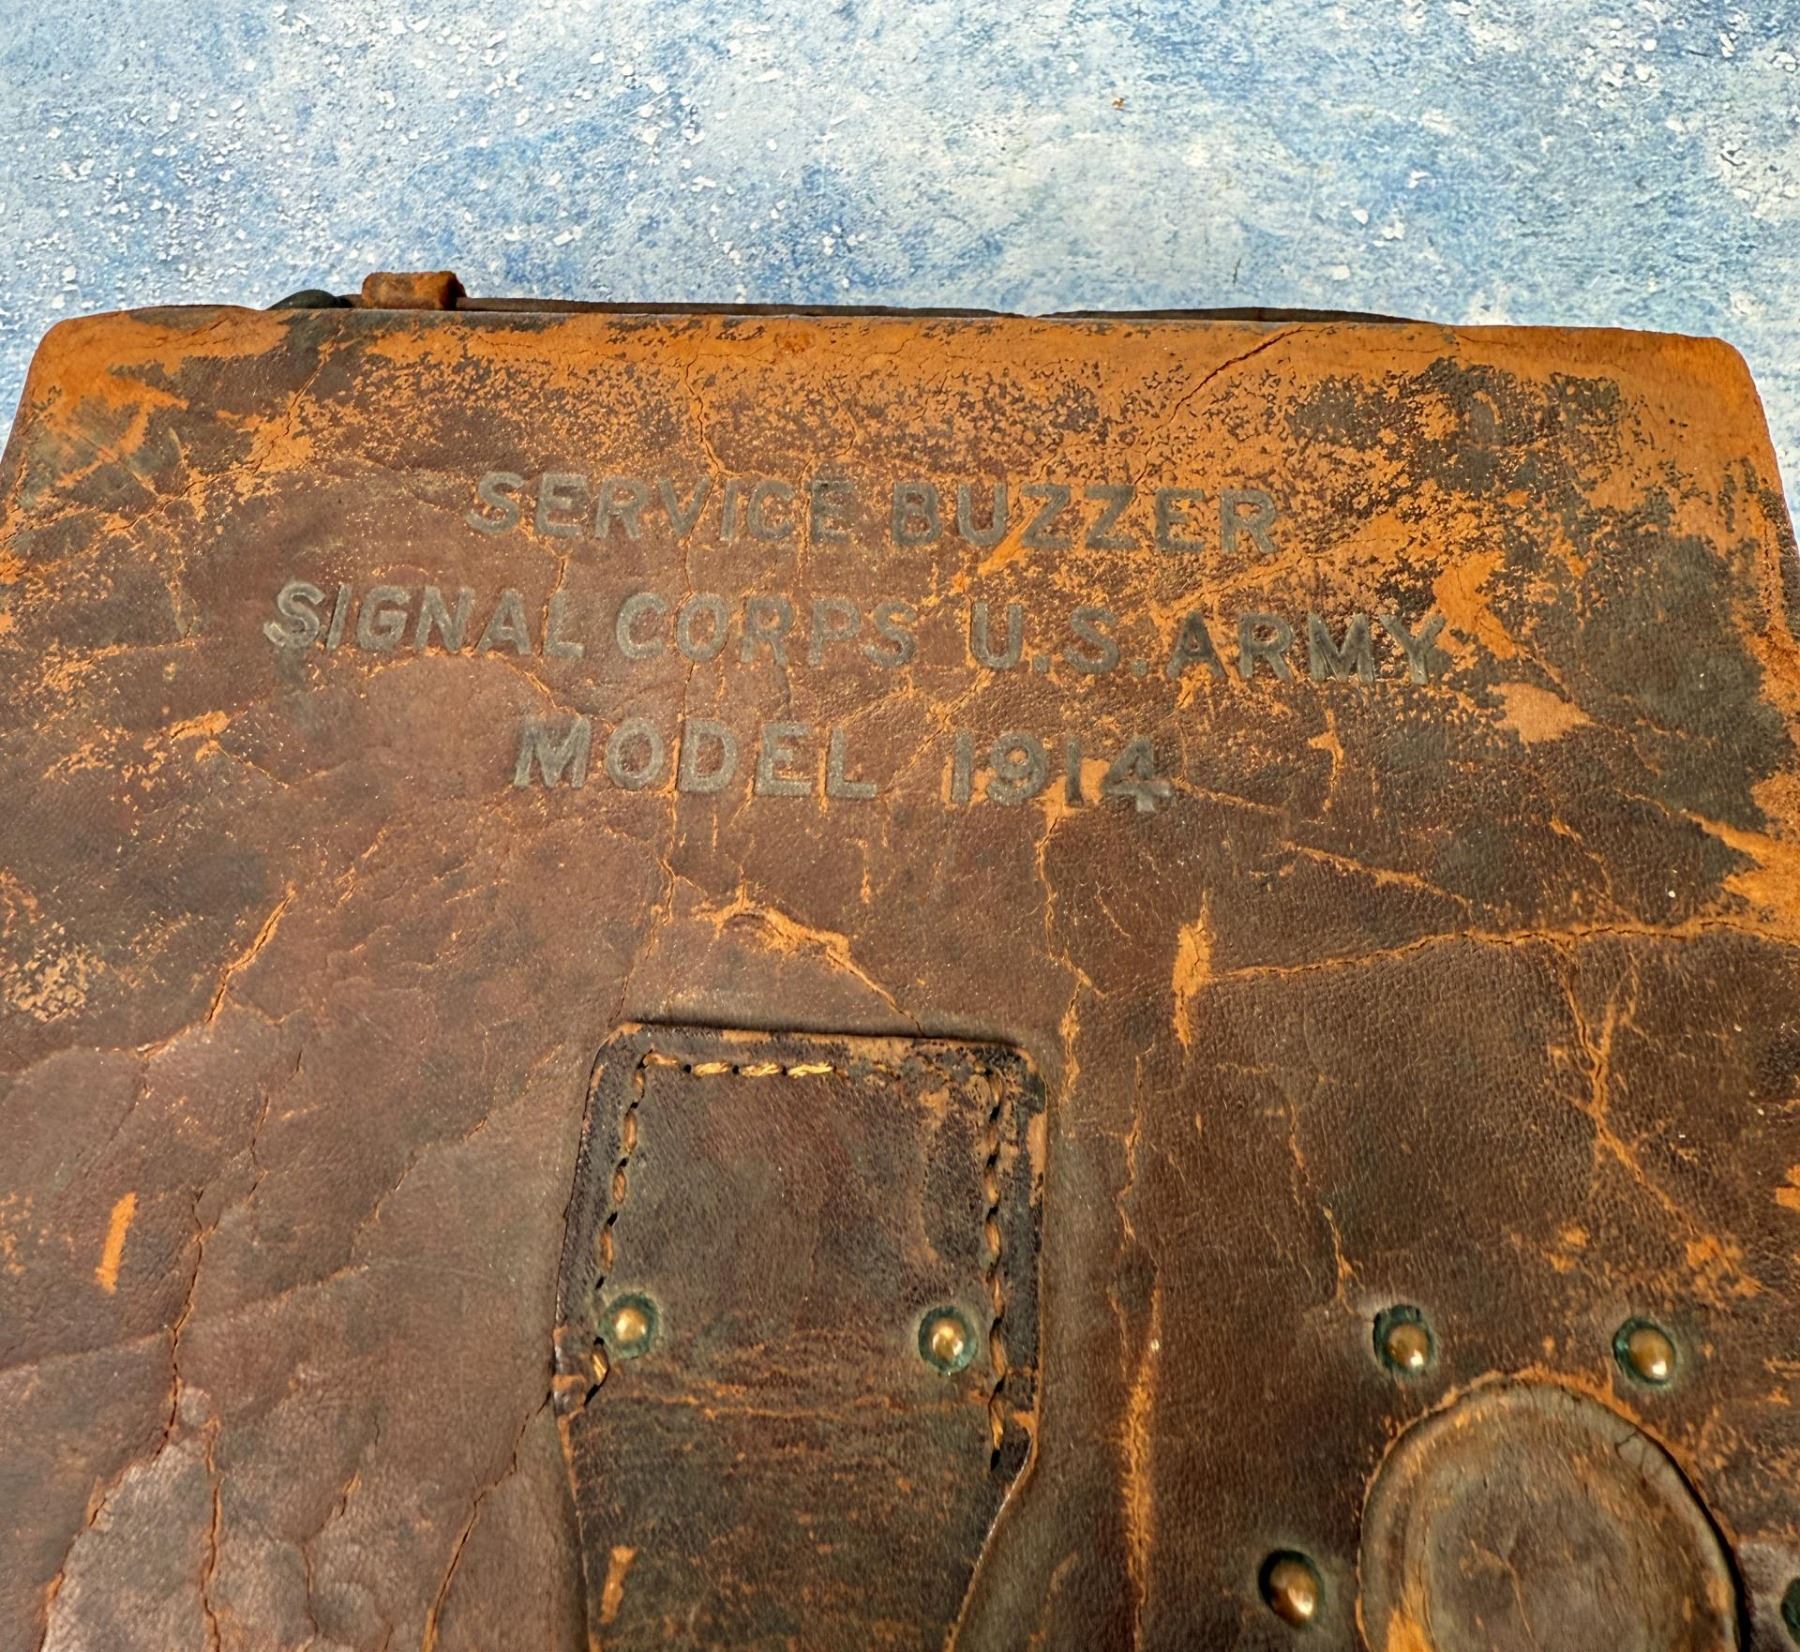 SERVICE BUZZER
SIGNAL CORPS U.S. ARMY
MODEL 1914